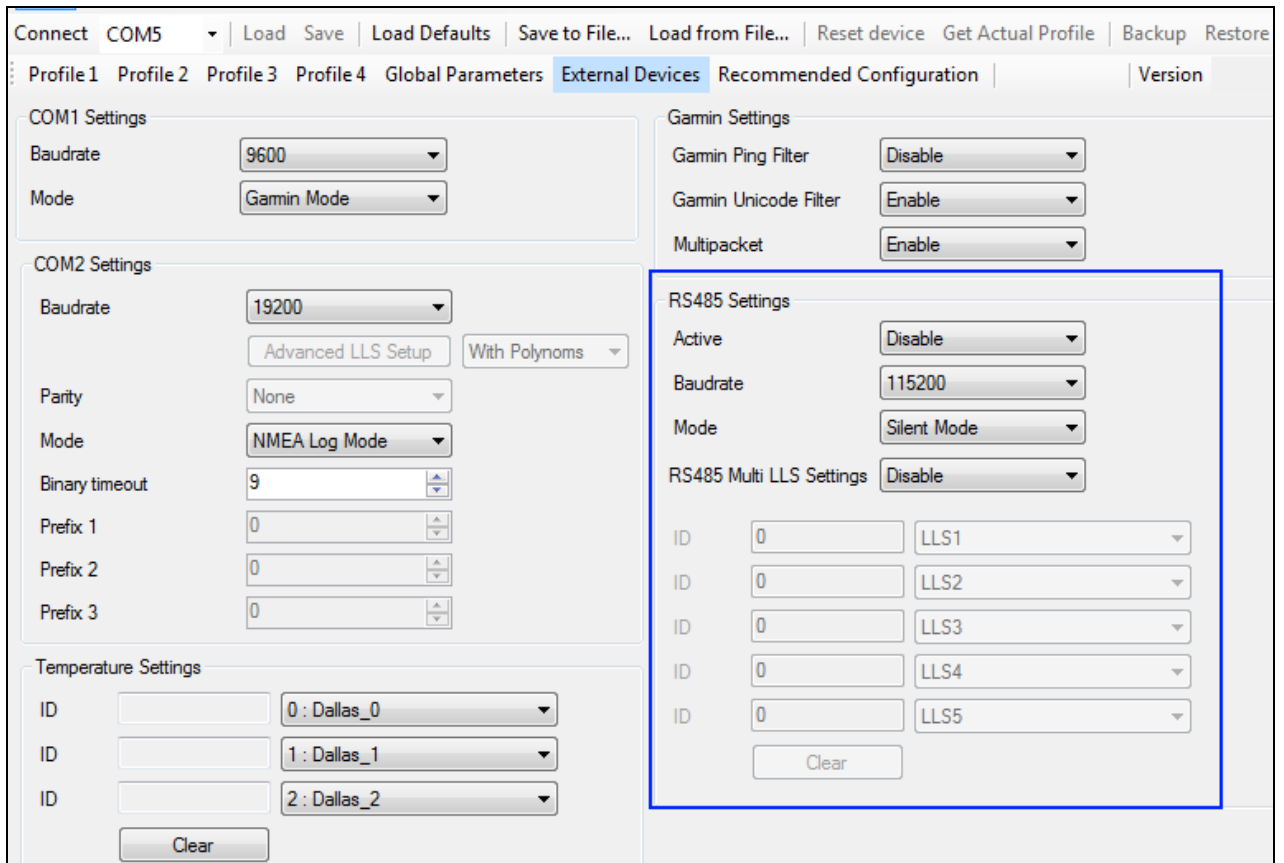 Connect COM5 Load Save Load Defaults Save to File... Load from File... Reset device Get Actual Profile Backup Restore
Profile 1 Profile 2 Profile 3 Profile 4 Global Parameters External Devices Recommended Configuration Version
COM1 Settings
Baudrate 9600
Mode Garmin Mode
COM2 Settings
Baudrate 19200
Advanced LLS Setup With Polynoms
Parity None
Mode NMEA Log Mode
Binary timeout 9
Prefix 1 0
Prefix 2 0
Prefix 3 0
Temperature Settings
ID 0 : Dallas_0
ID 1 : Dallas_1
ID 2 : Dallas_2
Clear
Garmin Settings
Garmin Ping Filter Disable
Garmin Unicode Filter Enable
Multipacket Enable
RS485 Settings
Active Disable
Baudrate 115200
Mode Silent Mode
RS485 Multi LLS Settings Disable
ID 0 LLS1
ID 0 LLS2
ID 0 LLS3
ID 0 LLS4
ID 0 LLS5
Clear